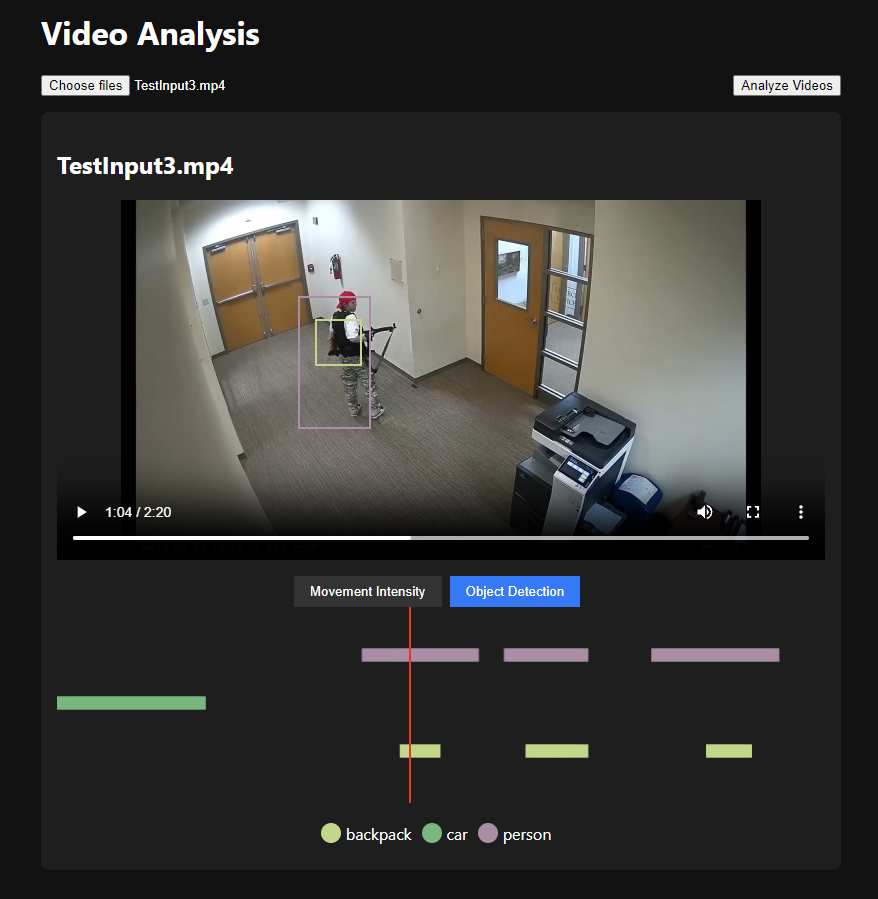 Video Analysis
Choose files TestInput3.mp4
Analyze Videos
TestInput3.mp4
1:04 / 2:20
Movement Intensity
Object Detection
backpack car person